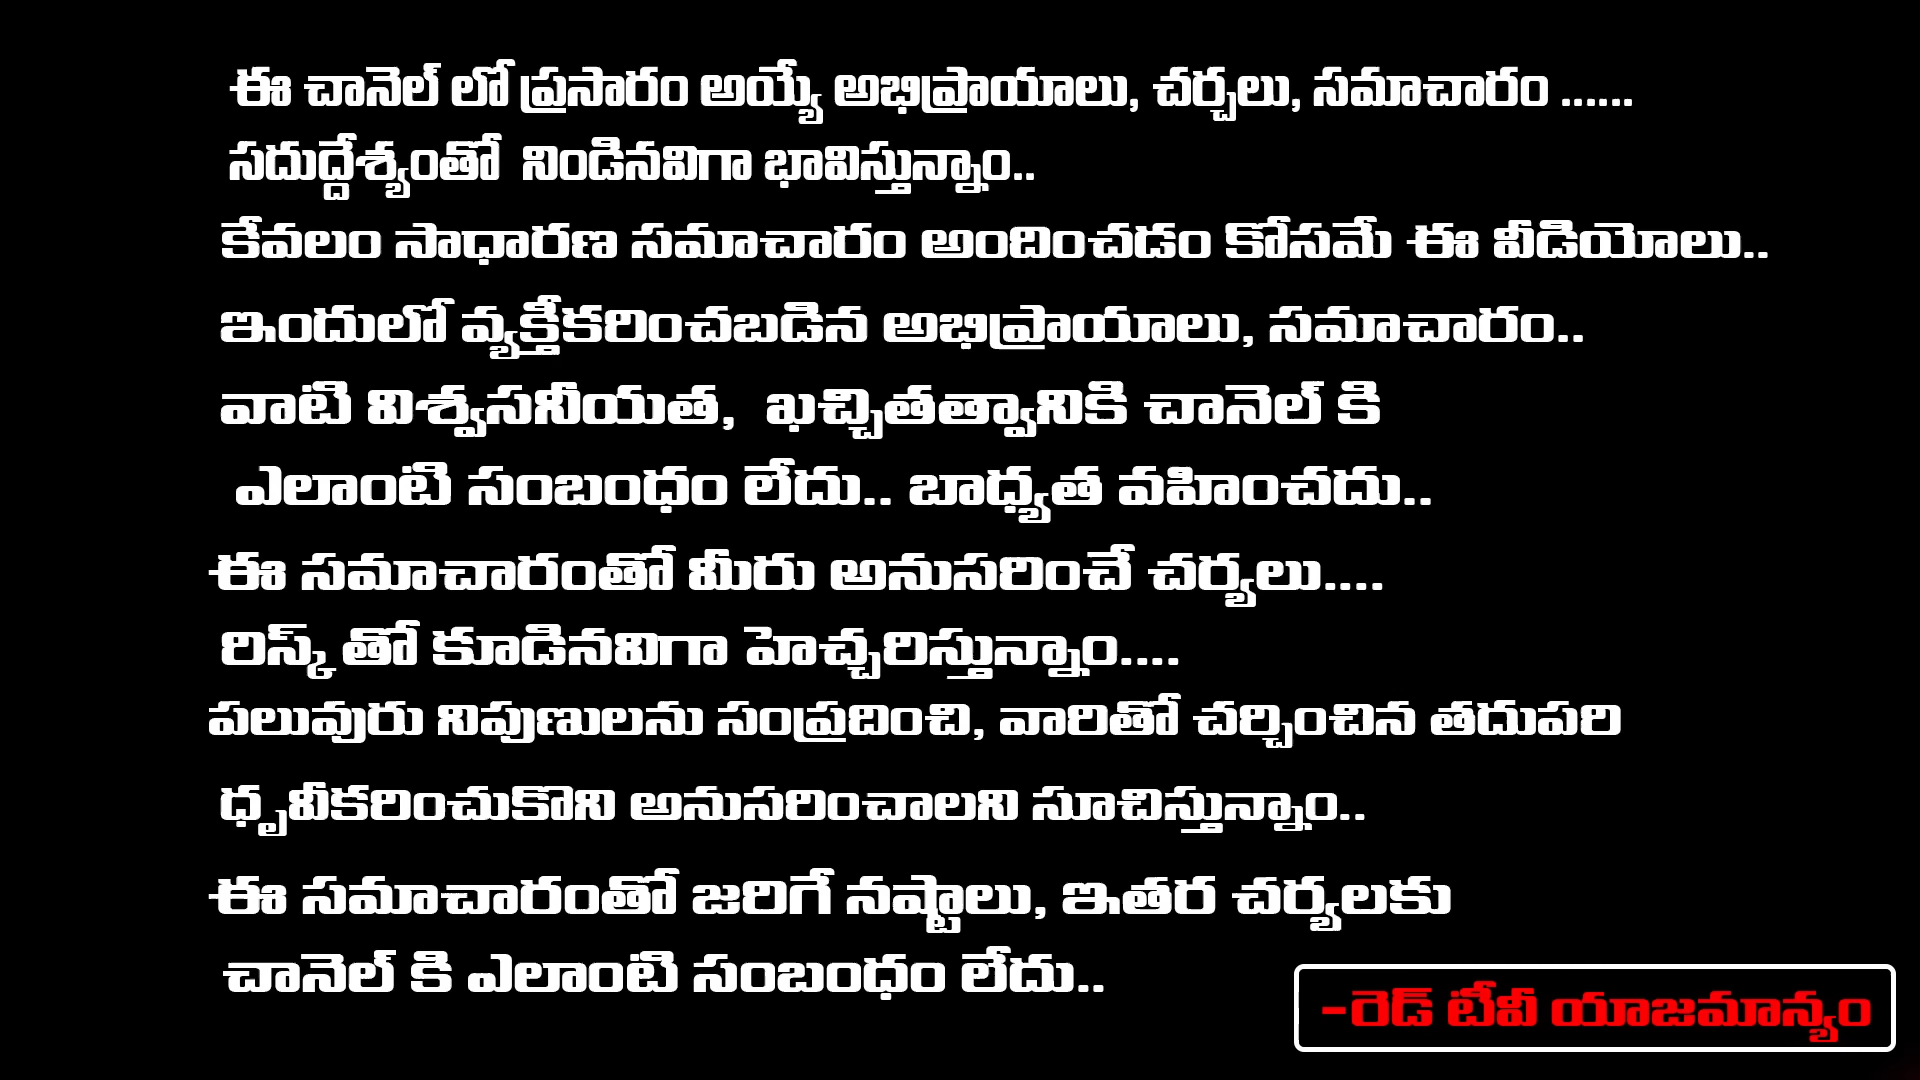 ఈ చానెల్ లో ప్రసారం అయ్యే అభిప్రాయాలు, చర్చలు, సమాచారం ......
సదుద్దేశ్యంతో నిండినవిగా భావిస్తున్నాం..
కేవలం సాధారణ సమాచారం అందించడం కోసమే ఈ వీడియోలు..
ఇందులో వ్యక్తీకరించబడిన అభిప్రాయాలు, సమాచారం..
వాటి విశ్వసనీయత, ఖచ్చితత్వానికి చానెల్ కి
ఎలాంటి సంబంధం లేదు.. బాధ్యత వహించదు..
ఈ సమాచారంతో మీరు అనుసరించే చర్యలు....
రిస్క్ తో కూడినవిగా హెచ్చరిస్తున్నాం....
పలువురు నిపుణులను సంప్రదించి, వారితో చర్చించిన తదుపరి
ధృవీకరించుకొని అనుసరించాలని సూచిస్తున్నాం..
ఈ సమాచారంతో జరిగే నష్టాలు, ఇతర చర్యలకు
చానెల్ కి ఎలాంటి సంబంధం లేదు..
-రెడ్ టీవీ యాజమాన్యం